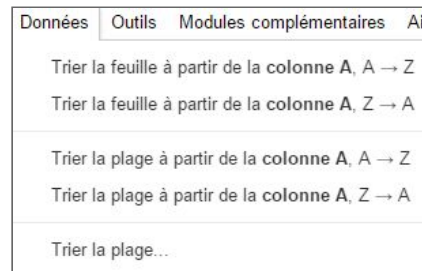 Données Outils Modules complémentaires
Trier la feuille à partir de la colonne A, A → Z
Trier la feuille à partir de la colonne A, Z → A
Trier la plage à partir de la colonne A, A → Z
Trier la plage à partir de la colonne A, Z → A
Trier la plage...